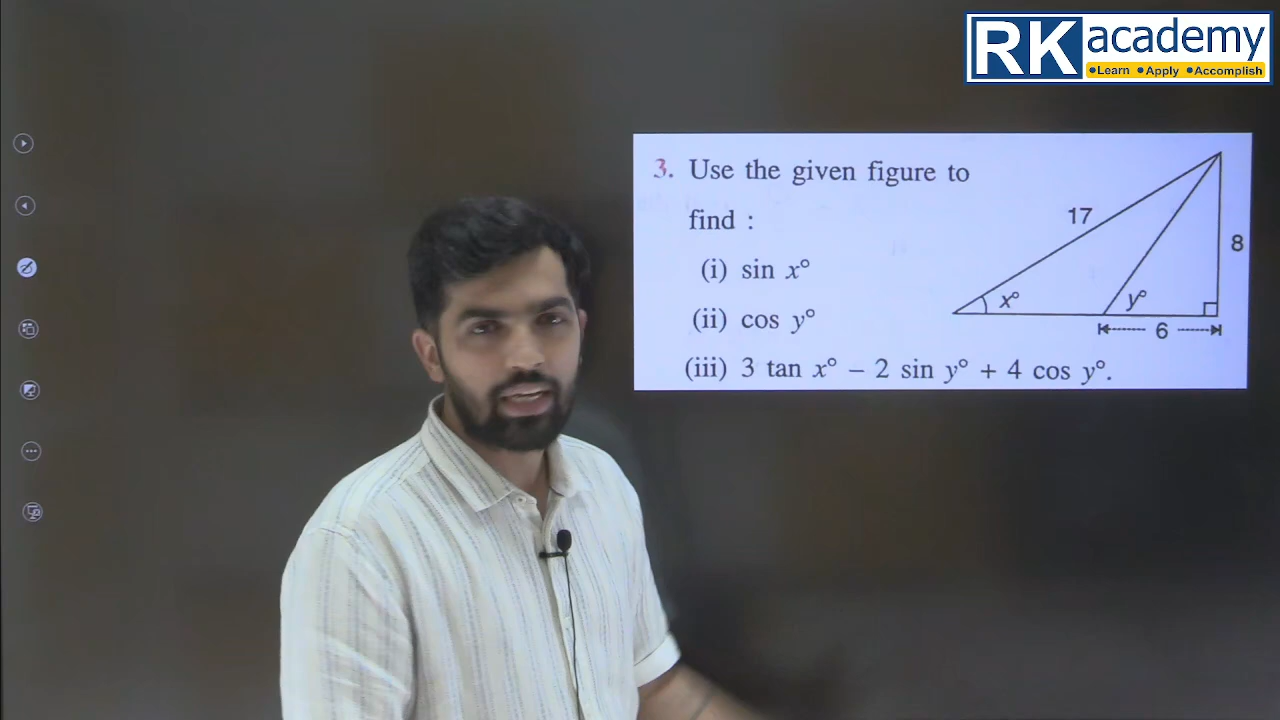 RK academy
•Learn •Apply •Accomplish
3. Use the given figure to
find :
(i) sin x°
(ii) cos y°
(iii) 3 tan x° – 2 sin y° + 4 cos y°.
17
8
x°
y°
6